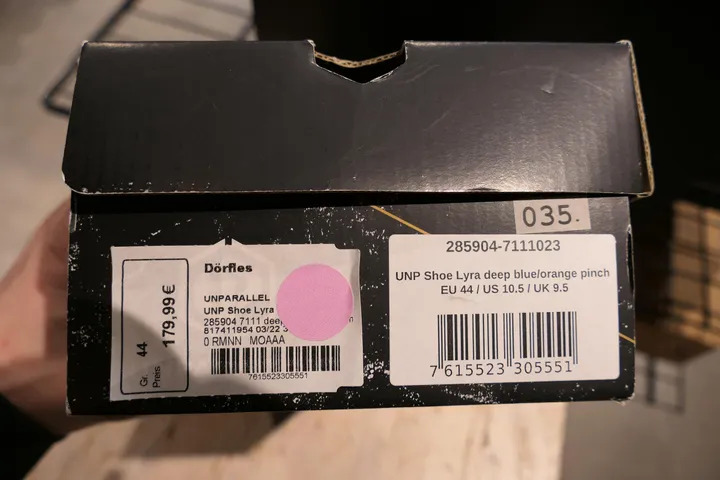 035.
285904-7111023
UNP Shoe Lyra deep blue/orange pinch
EU 44 / US 10.5 / UK 9.5
7 615523 305551
Dörfles
UNPARALLEL
UNP Shoe Lyra
285904 7111 deep
817411954 03/22
0 RMNN MOAAA
7615523305551
Gr. 44
Preis: 179,99 €